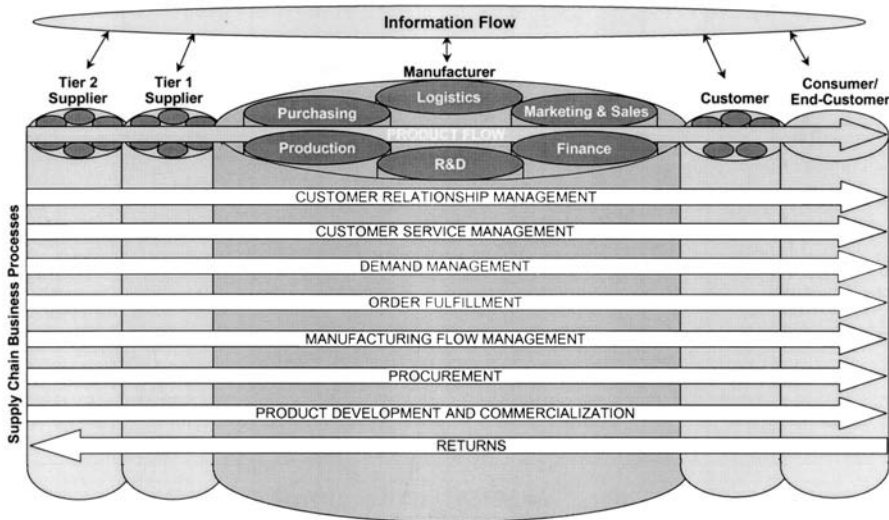 Information Flow
Tier 2
Supplier
Tier 1
Supplier
Manufacturer
Customer
Consumer/
End-Customer
Purchasing
Logistics
Marketing & Sales
PRODUCT FLOW
Production
R&D
Finance
Supply Chain Business Processes
CUSTOMER RELATIONSHIP MANAGEMENT
CUSTOMER SERVICE MANAGEMENT
DEMAND MANAGEMENT
ORDER FULFILLMENT
MANUFACTURING FLOW MANAGEMENT
PROCUREMENT
PRODUCT DEVELOPMENT AND COMMERCIALIZATION
RETURNS